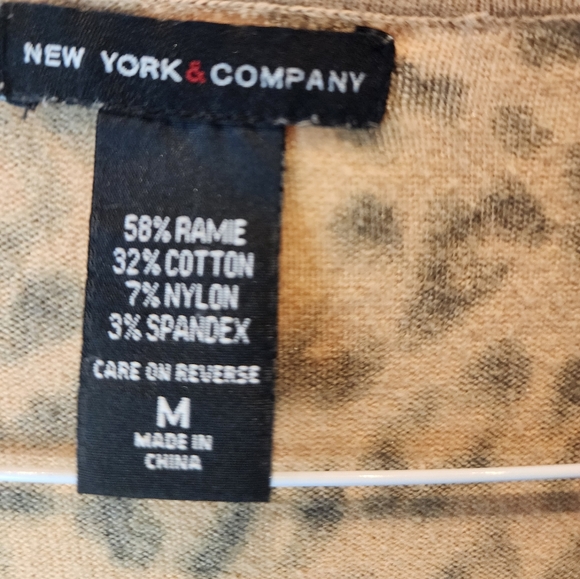 NEW YORK & COMPANY
58% RAMIE
32% COTTON
7% NYLON
3% SPANDEX
CARE ON REVERSE
M
MADE IN
CHINA